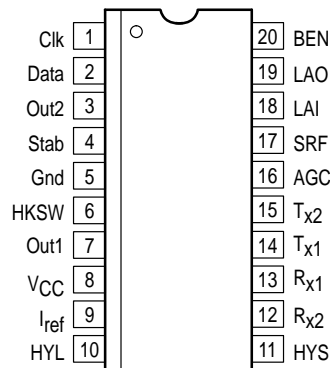 Clk 1 20 BEN
Data 2 19 LAO
Out2 3 18 LAI
Stab 4 17 SRF
Gnd 5 16 AGC
HKSW 6 15 Tx2
Out1 7 14 Tx1
VCC 8 13 Rx1
Iref 9 12 Rx2
HYL 10 11 HYS